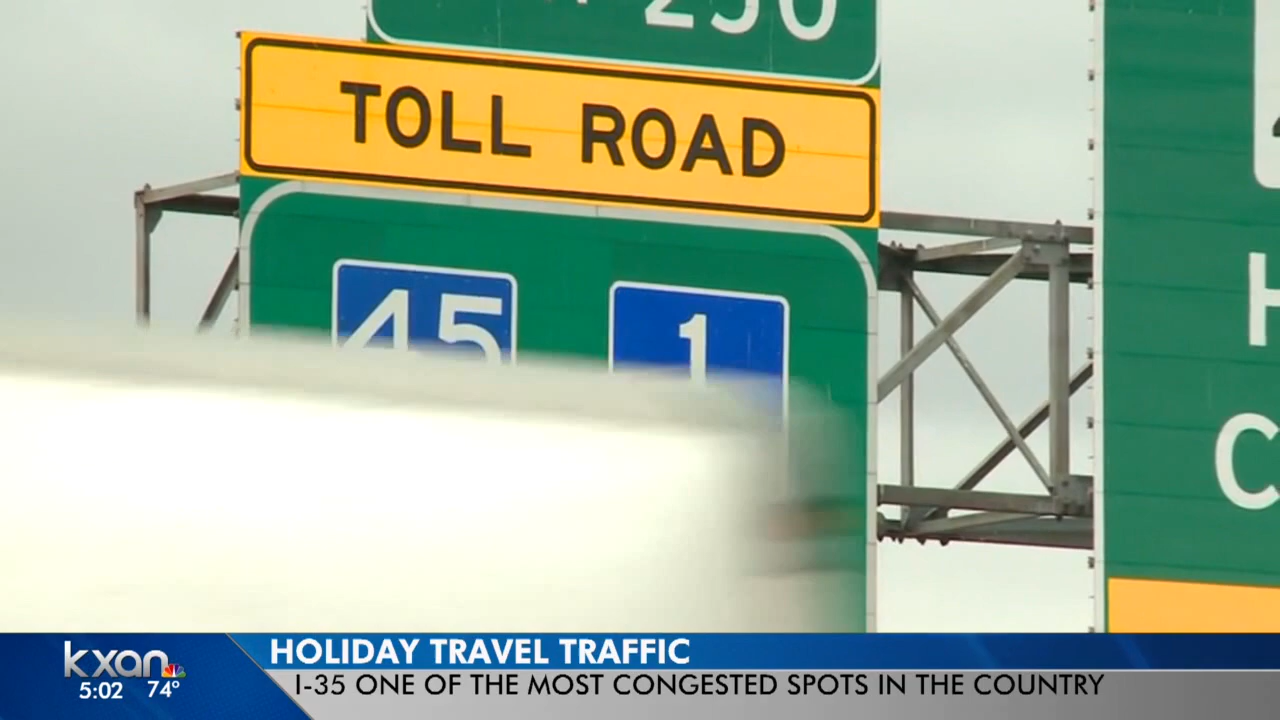 250
TOLL ROAD
45
1
H
C
kxan
5:02 74°
HOLIDAY TRAVEL TRAFFIC
I-35 ONE OF THE MOST CONGESTED SPOTS IN THE COUNTRY